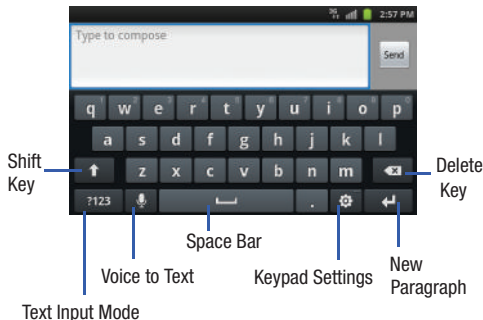 3G 2:57 PM
Type to compose
Send
q w e r t y u i o p
a s d f g h j k l
Shift Key
z x c v b n m
Delete Key
?123 .
Space Bar
Voice to Text
Keypad Settings
New Paragraph
Text Input Mode